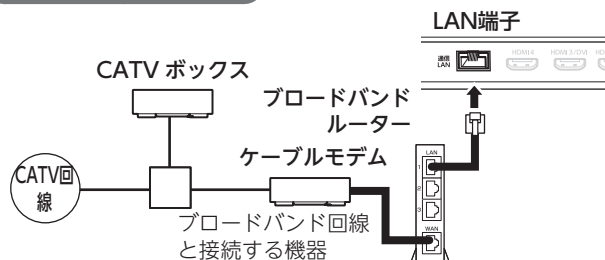 LAN端子
通信
LAN
HDMI 4
HDMI 3/DVI
CATV ボックス
ブロードバンド
ルーター
ケーブルモデム
CATV回
線
ブロードバンド回線
と接続する機器
LAN
1
2
3
WAN